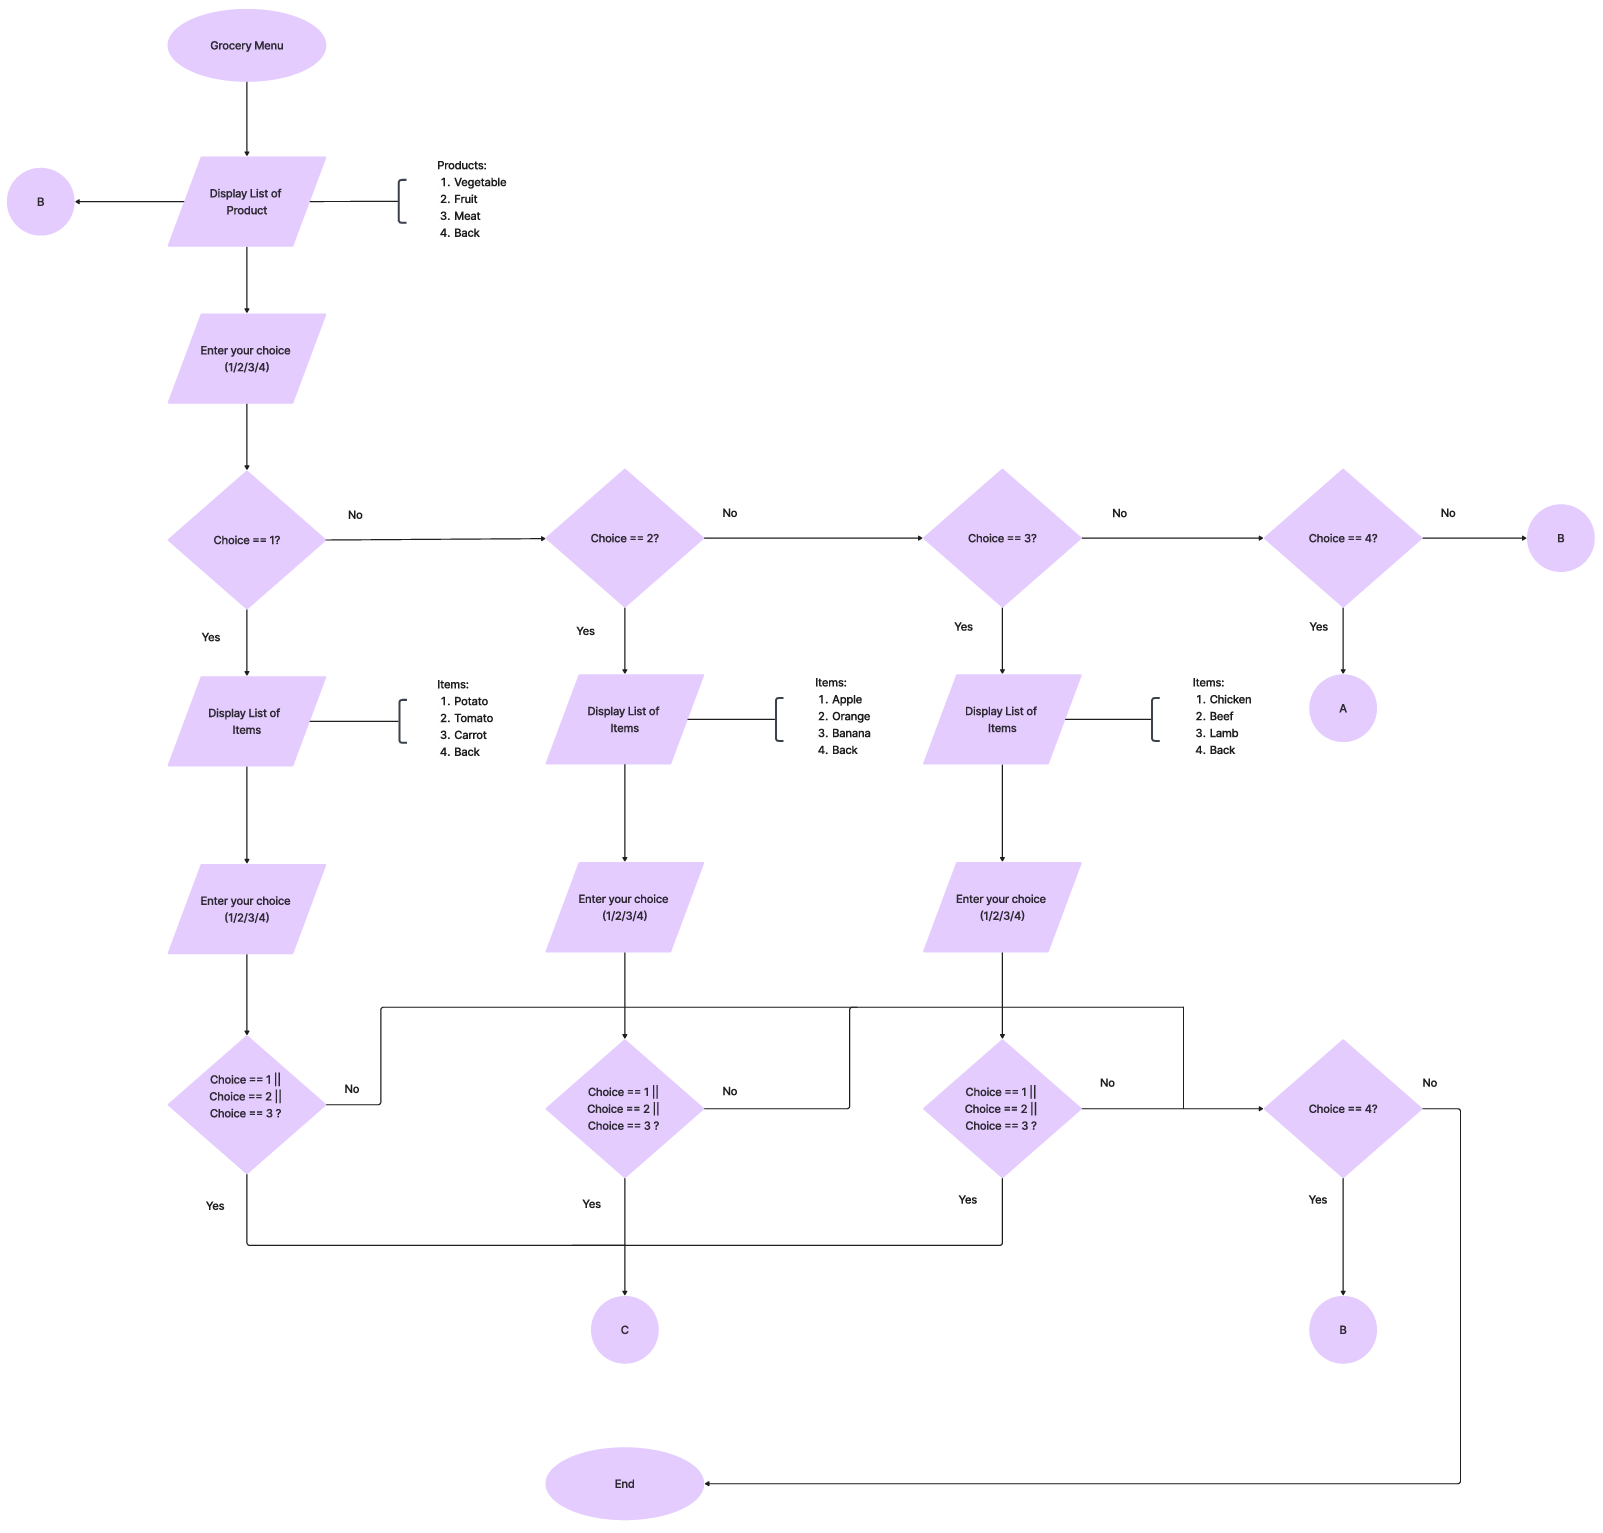 Grocery Menu
B
Display List of
Product
Products:
1. Vegetable
2. Fruit
3. Meat
4. Back
Enter your choice
(1/2/3/4)
Choice == 1?
No
Choice == 2?
No
Choice == 3?
No
Choice == 4?
No
B
Yes
Yes
Yes
Yes
Display List of
Items
Items:
1. Potato
2. Tomato
3. Carrot
4. Back
Display List of
Items
Items:
1. Apple
2. Orange
3. Banana
4. Back
Display List of
Items
Items:
1. Chicken
2. Beef
3. Lamb
4. Back
A
Enter your choice
(1/2/3/4)
Enter your choice
(1/2/3/4)
Enter your choice
(1/2/3/4)
Choice == 1 ||
Choice == 2 ||
Choice == 3 ?
No
Choice == 1 ||
Choice == 2 ||
Choice == 3 ?
No
Choice == 1 ||
Choice == 2 ||
Choice == 3 ?
No
Choice == 4?
No
Yes
Yes
Yes
Yes
C
B
End